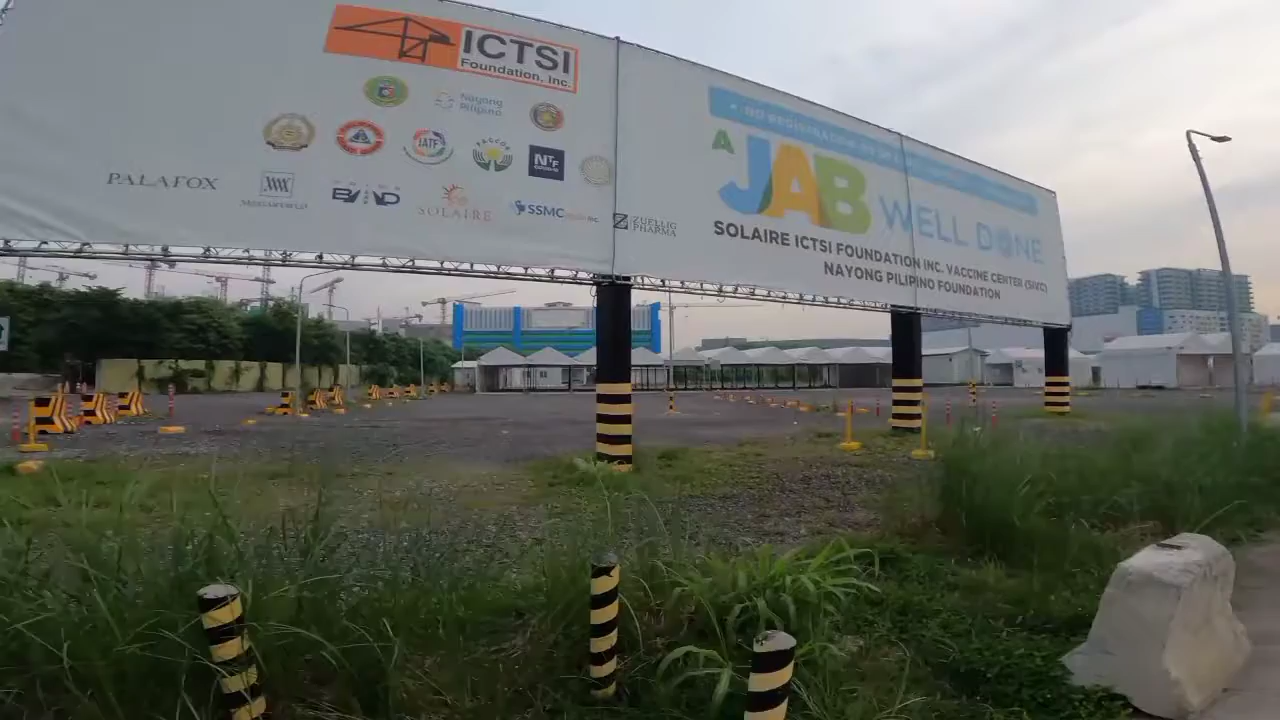 ICTSI
Foundation, Inc.
Nayong
Pilipino
IATF
PAGCOR
NTF
PALAFOX
SOLAIRE
SSMC
ZUELLIG
PHARMA
A JAB WELL DONE
SOLAIRE ICTSI FOUNDATION INC. VACCINE CENTER (SIVC)
NAYONG PILIPINO FOUNDATION